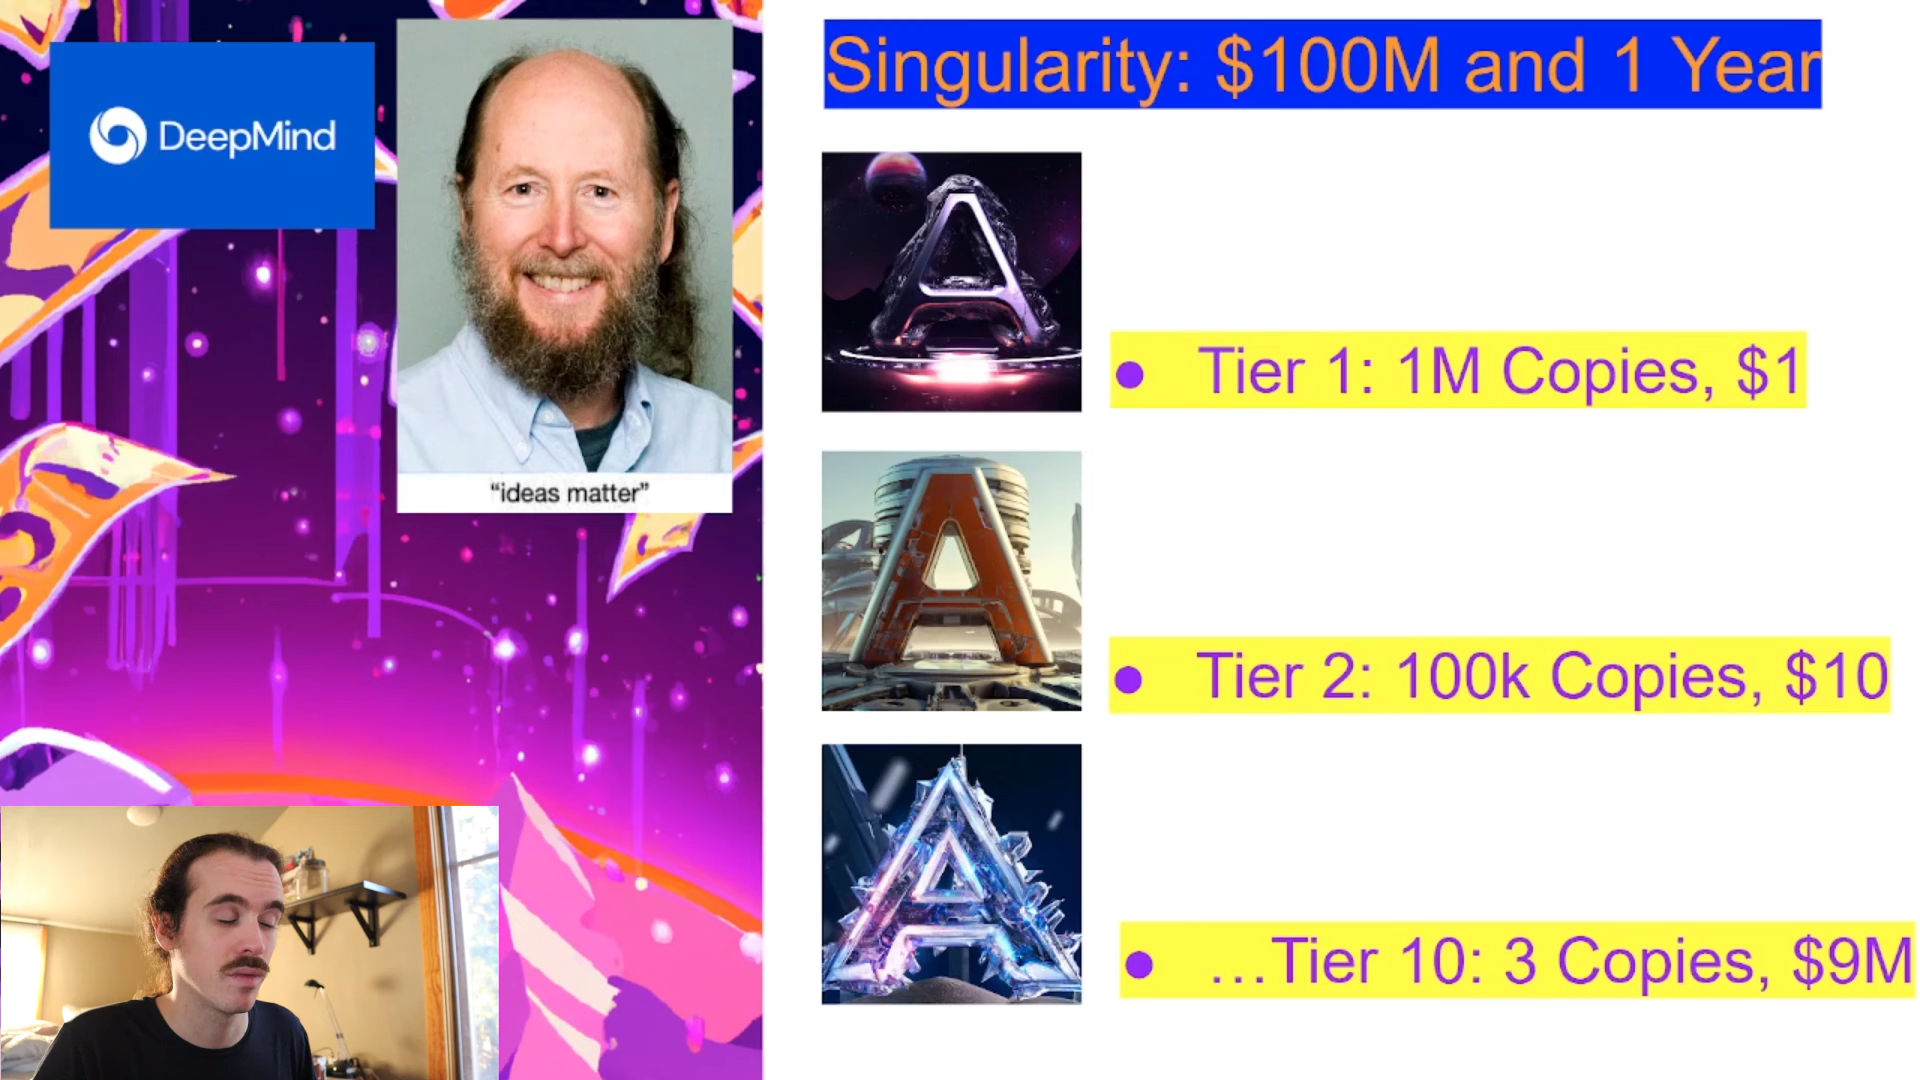 DeepMind
“ideas matter”
Singularity: $100M and 1 Year
● Tier 1: 1M Copies, $1
● Tier 2: 100k Copies, $10
● …Tier 10: 3 Copies, $9M